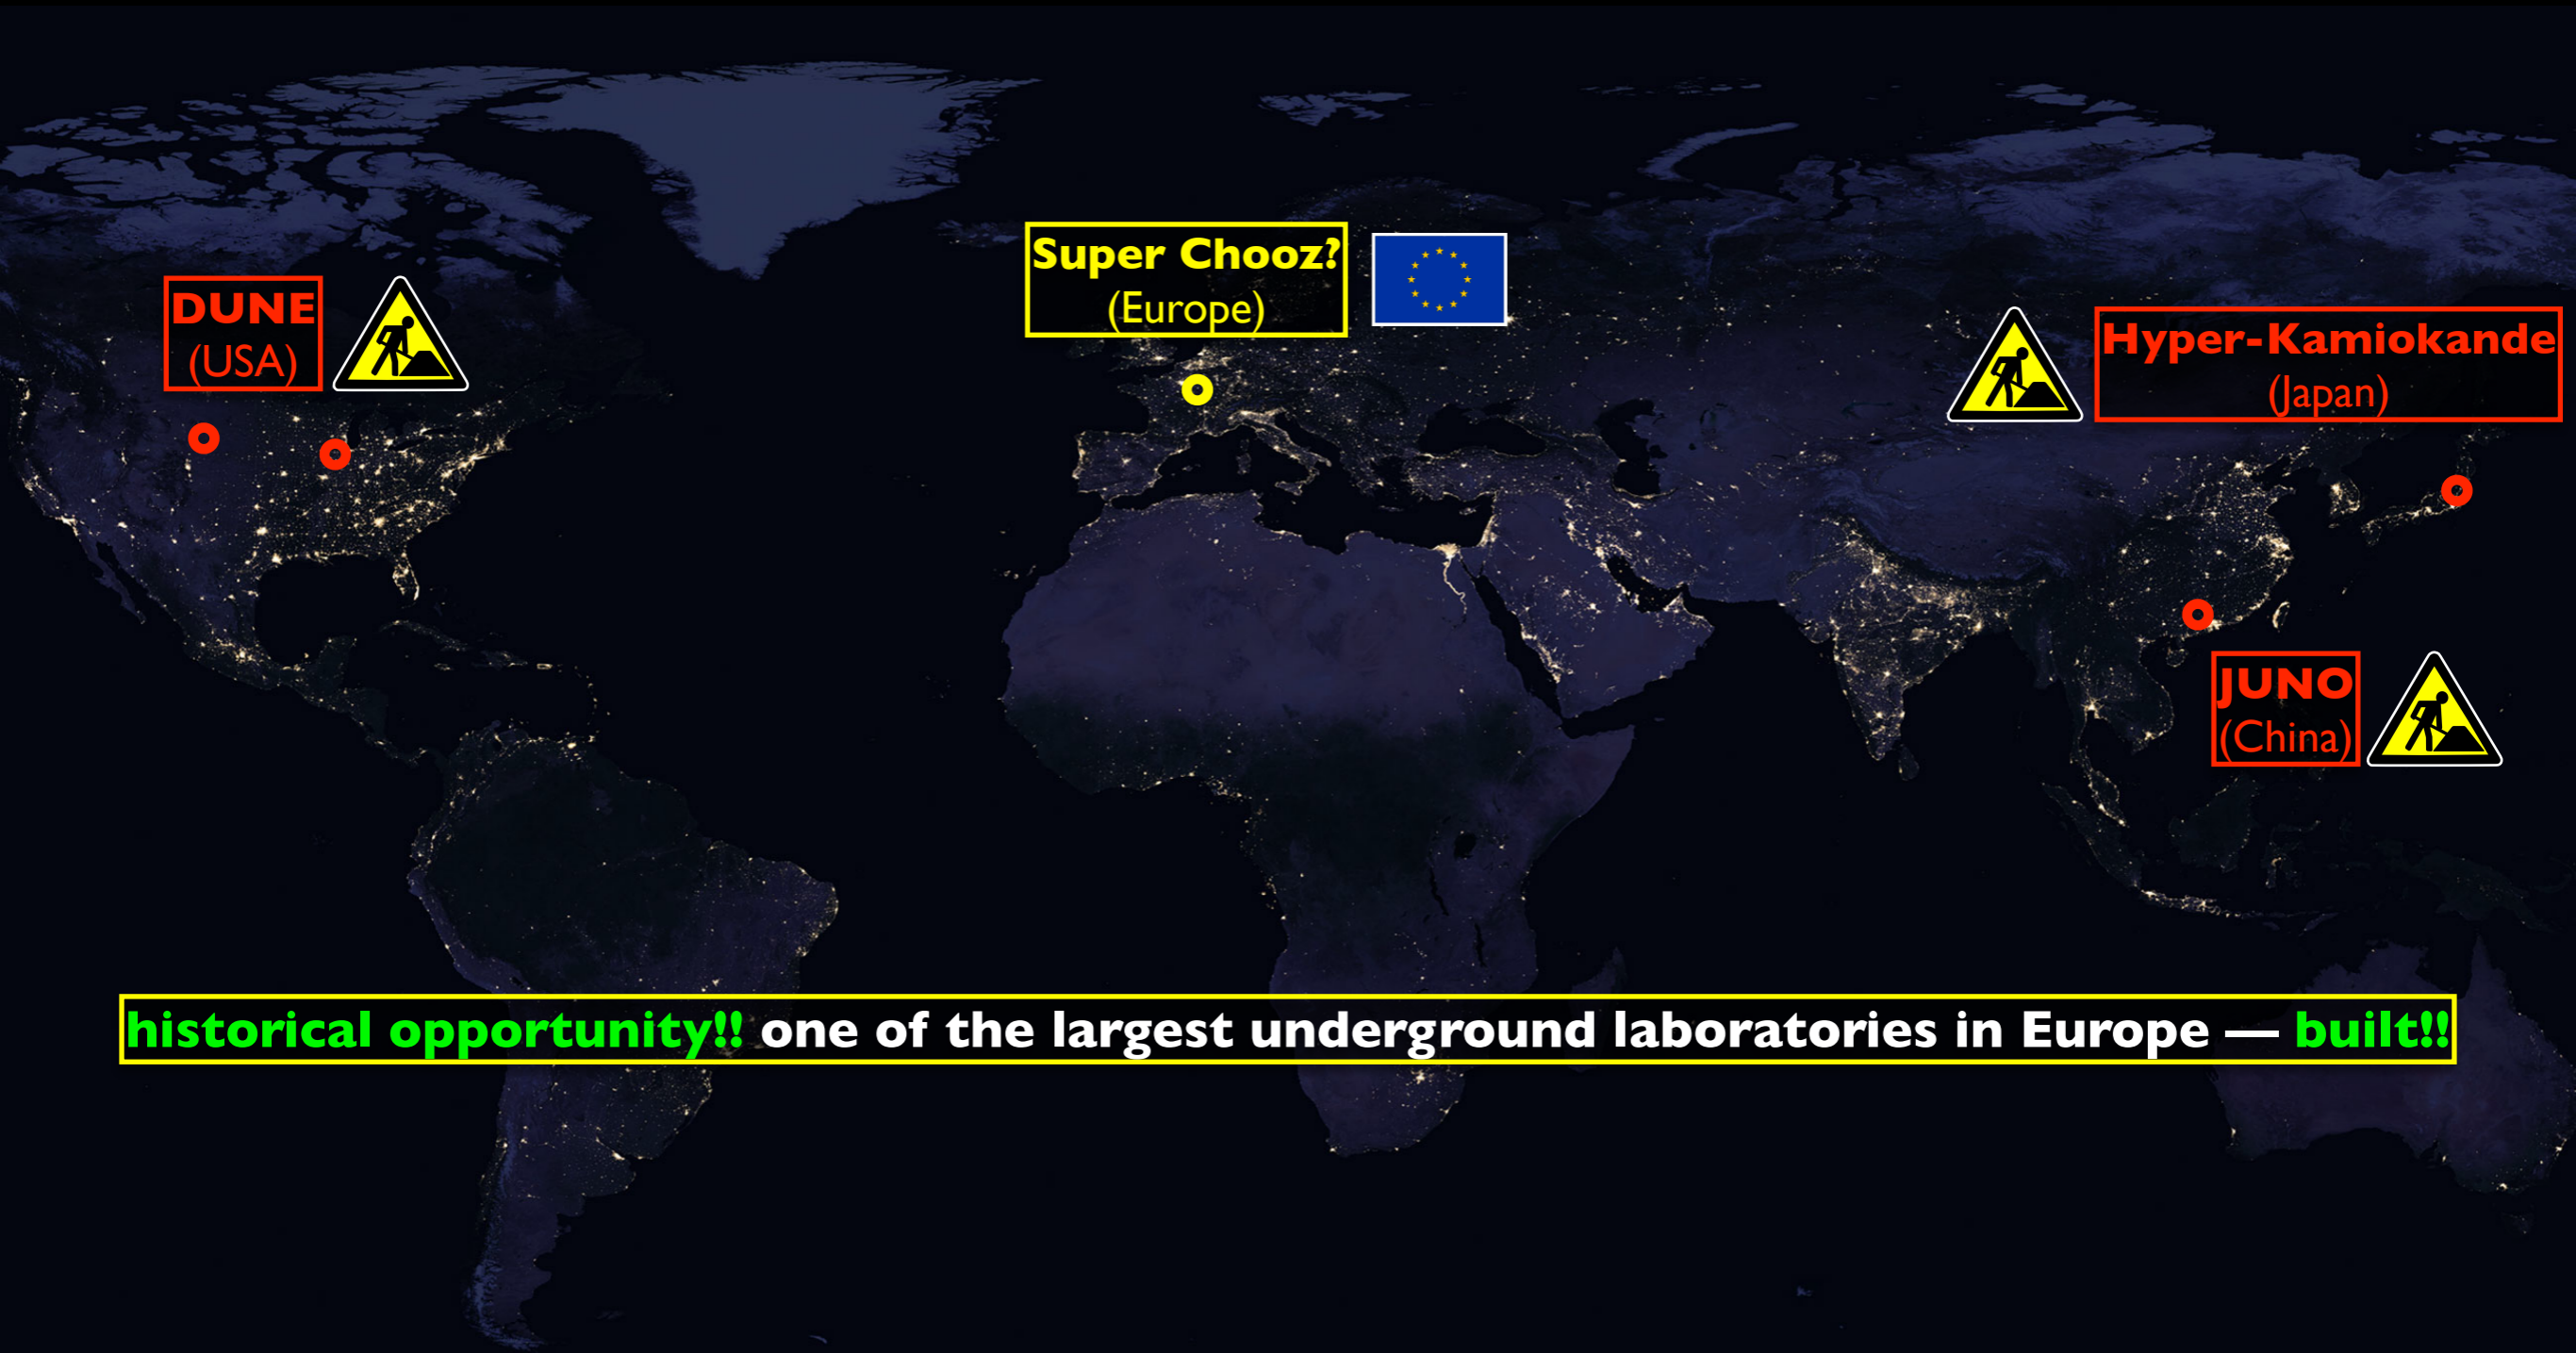 Super Chooz?
(Europe)
DUNE
(USA)
Hyper-Kamiokande
(Japan)
JUNO
(China)
historical opportunity!! one of the largest underground laboratories in Europe — built!!